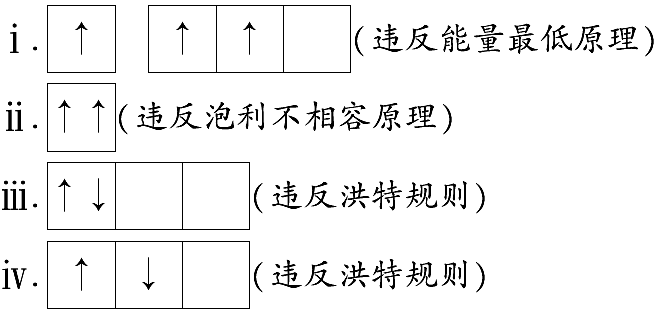 ⅰ. ↑ ↑ ↑ (违反能量最低原理)
ⅱ. ↑ ↑ (违反泡利不相容原理)
ⅲ. ↑ ↓ (违反洪特规则)
ⅳ. ↑ ↓ (违反洪特规则)